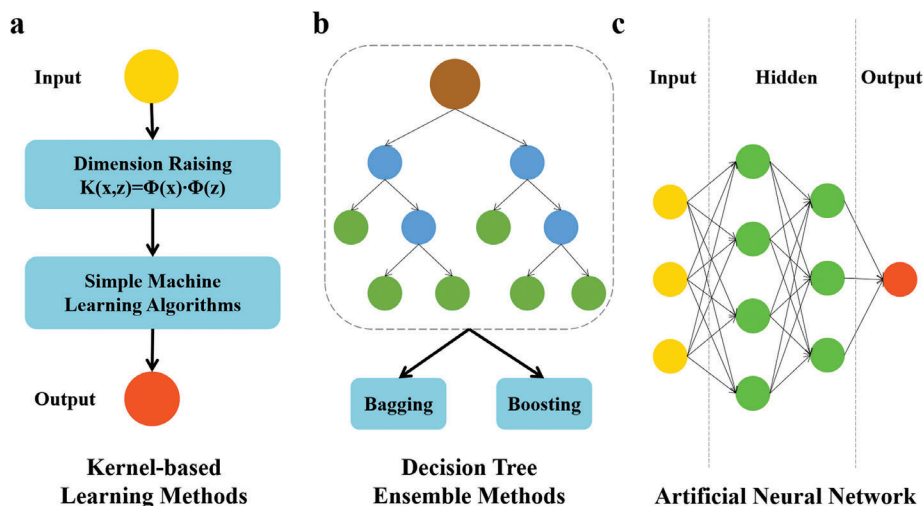 a
Input
Dimension Raising
K(x,z)=Φ(x)·Φ(z)
Simple Machine
Learning Algorithms
Output
Kernel-based
Learning Methods
b
Bagging
Boosting
Decision Tree
Ensemble Methods
c
Input
Hidden
Output
Artificial Neural Network